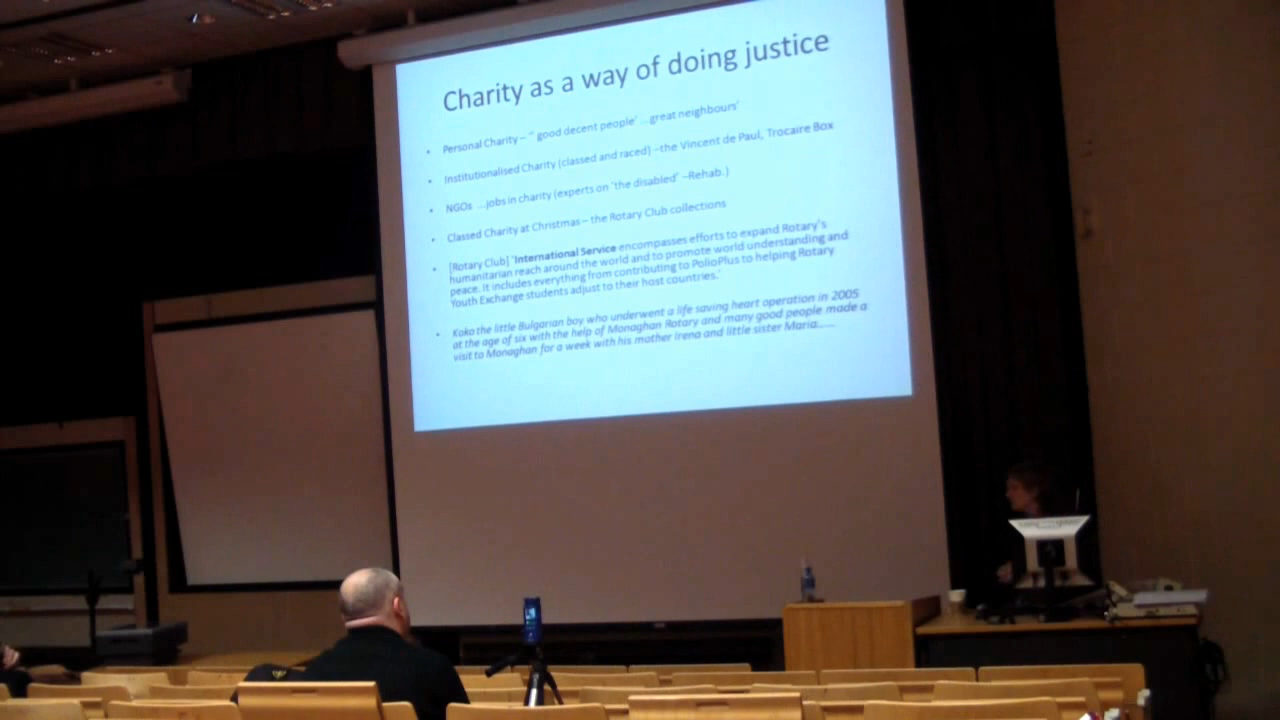 Charity as a way of doing justice
• Personal Charity – “ good decent people’ …great neighbours’
• Institutionalised Charity (classed and raced) –the Vincent de Paul, Trocaire Box
• NGOs …jobs in charity (experts on ‘the disabled’ –Rehab.)
• Classed Charity at Christmas – the Rotary Club collections
• [Rotary Club] ‘International Service encompasses efforts to expand Rotary's
humanitarian reach around the world and to promote world understanding and
peace. It includes everything from contributing to PolioPlus to helping Rotary
Youth Exchange students adjust to their host countries.’
• Koko the little Bulgarian boy who underwent a life saving heart operation in 2005
at the age of six with the help of Monaghan Rotary and many good people made a
visit to Monaghan for a week with his mother Irena and little sister Maria……